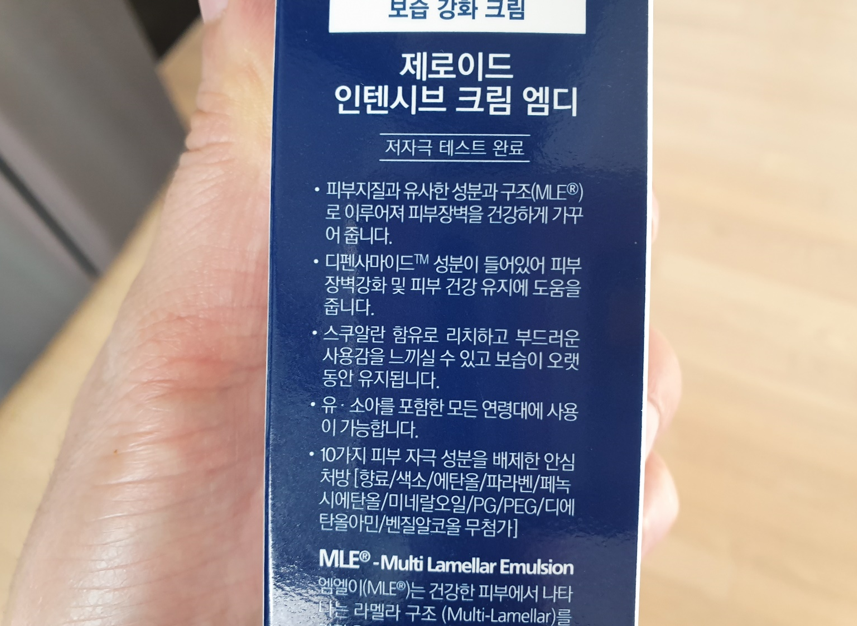 보습 강화 크림
제로이드
인텐시브 크림 엠디
저자극 테스트 완료
• 피부지질과 유사한 성분과 구조(MLE®)
로 이루어져 피부장벽을 건강하게 가꾸
어 줍니다.
• 디펜사마이드™ 성분이 들어있어 피부
장벽강화 및 피부 건강 유지에 도움을
줍니다.
• 스쿠알란 함유로 리치하고 부드러운
사용감을 느끼실 수 있고 보습이 오랫
동안 유지됩니다.
• 유·소아를 포함한 모든 연령대에 사용
이 가능합니다.
• 10가지 피부 자극 성분을 배제한 안심
처방 [향료/색소/에탄올/파라벤/페녹
시에탄올/미네랄오일/PG/PEG/디에
탄올아민/벤질알코올 무첨가]
MLE® - Multi Lamellar Emulsion
엠엘이(MLE®)는 건강한 피부에서 나타
나는 라멜라 구조 (Multi-Lamellar)를